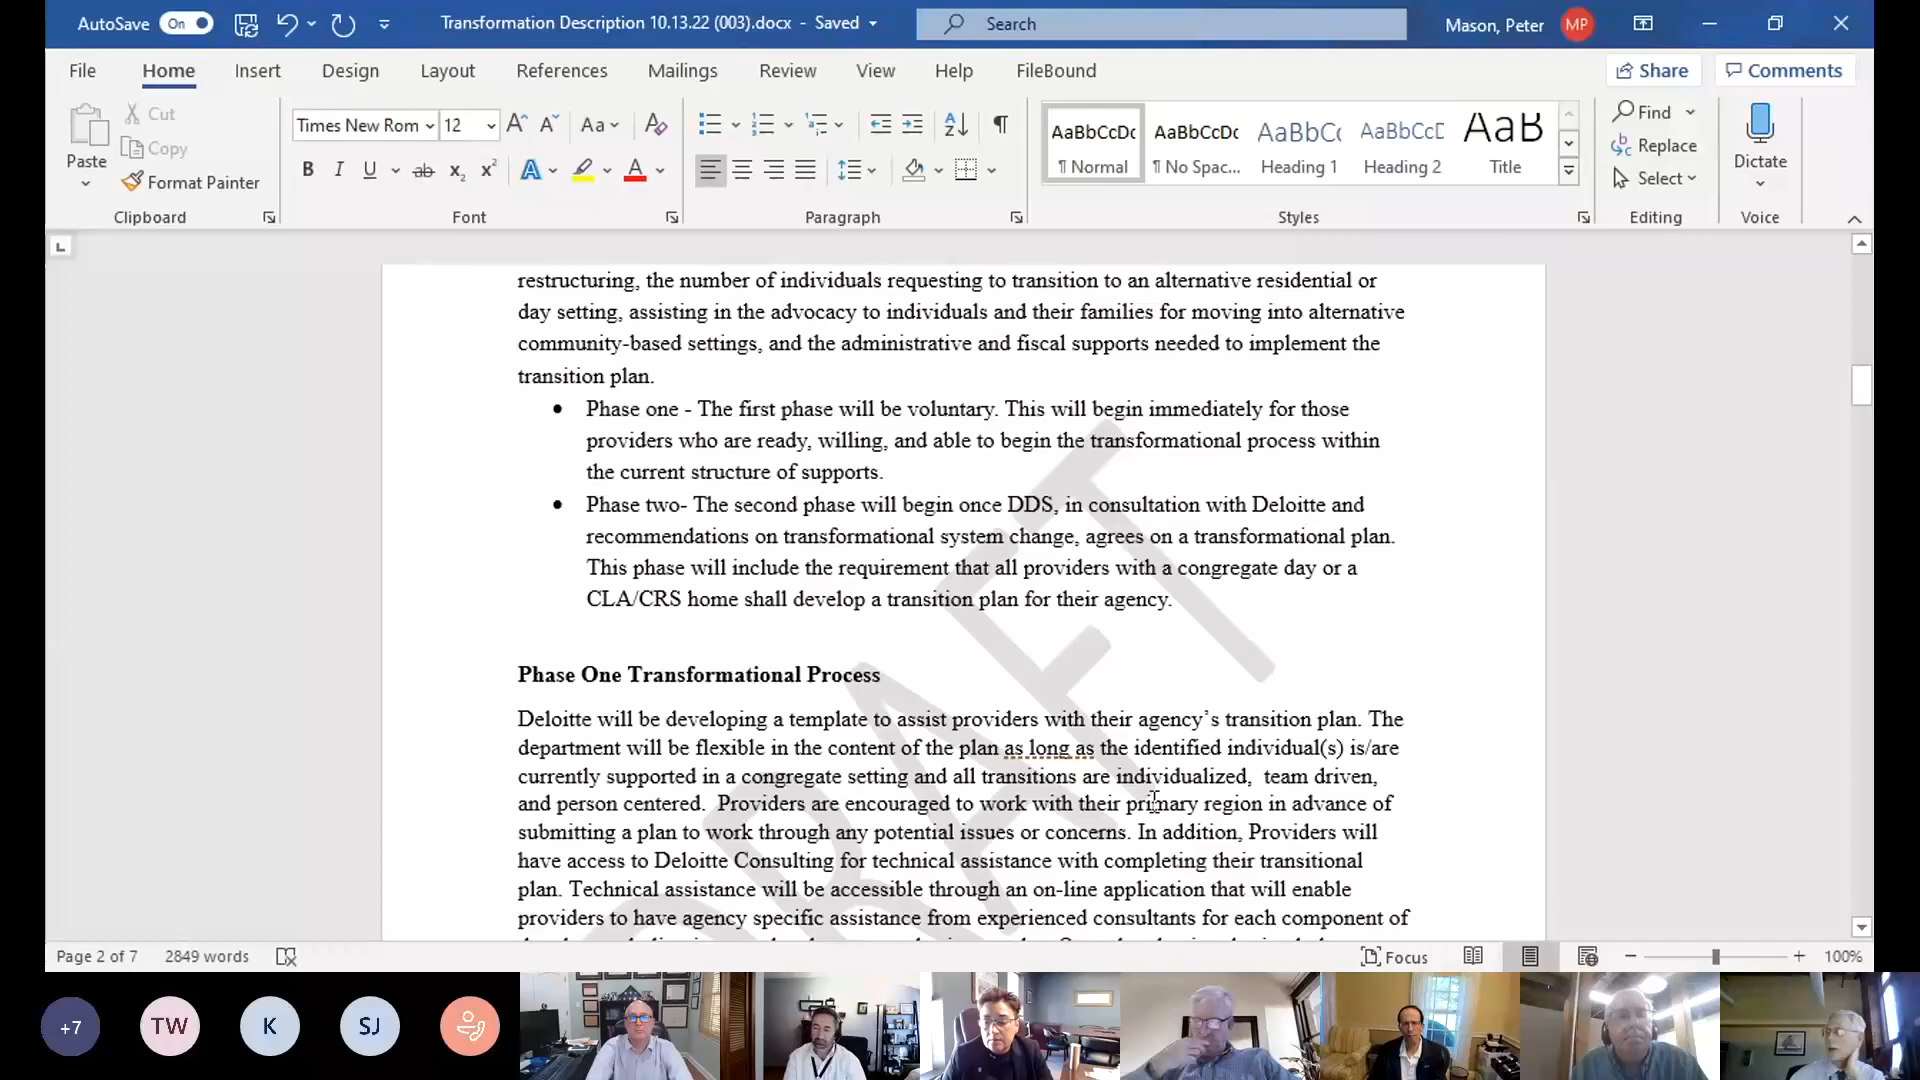 AutoSave On Transformation Description 10.13.22 (003).docx - Saved Search Mason, Peter MP
File Home Insert Design Layout References Mailings Review View Help FileBound Share Comments
Paste
Cut
Copy
Format Painter
Clipboard
Times New Rom 12
Aa
B I U ab x₂ x²
Font
Paragraph
AaBbCcDc AaBbCcDc AaBbC AaBbCcD AaB
¶ Normal ¶ No Spac... Heading 1 Heading 2 Title
Styles
Find
Replace
Select
Editing
Dictate
Voice
restructuring, the number of individuals requesting to transition to an alternative residential or
day setting, assisting in the advocacy to individuals and their families for moving into alternative
community-based settings, and the administrative and fiscal supports needed to implement the
transition plan.
• Phase one - The first phase will be voluntary. This will begin immediately for those
providers who are ready, willing, and able to begin the transformational process within
the current structure of supports.
• Phase two- The second phase will begin once DDS, in consultation with Deloitte and
recommendations on transformational system change, agrees on a transformational plan.
This phase will include the requirement that all providers with a congregate day or a
CLA/CRS home shall develop a transition plan for their agency.
DRAFT
Phase One Transformational Process
Deloitte will be developing a template to assist providers with their agency’s transition plan. The
department will be flexible in the content of the plan as long as the identified individual(s) is/are
currently supported in a congregate setting and all transitions are individualized,  team driven,
and person centered.  Providers are encouraged to work with their primary region in advance of
submitting a plan to work through any potential issues or concerns. In addition, Providers will
have access to Deloitte Consulting for technical assistance with completing their transitional
plan. Technical assistance will be accessible through an on-line application that will enable
providers to have agency specific assistance from experienced consultants for each component of
Page 2 of 7 2849 words Focus 100%
+7 TW K SJ